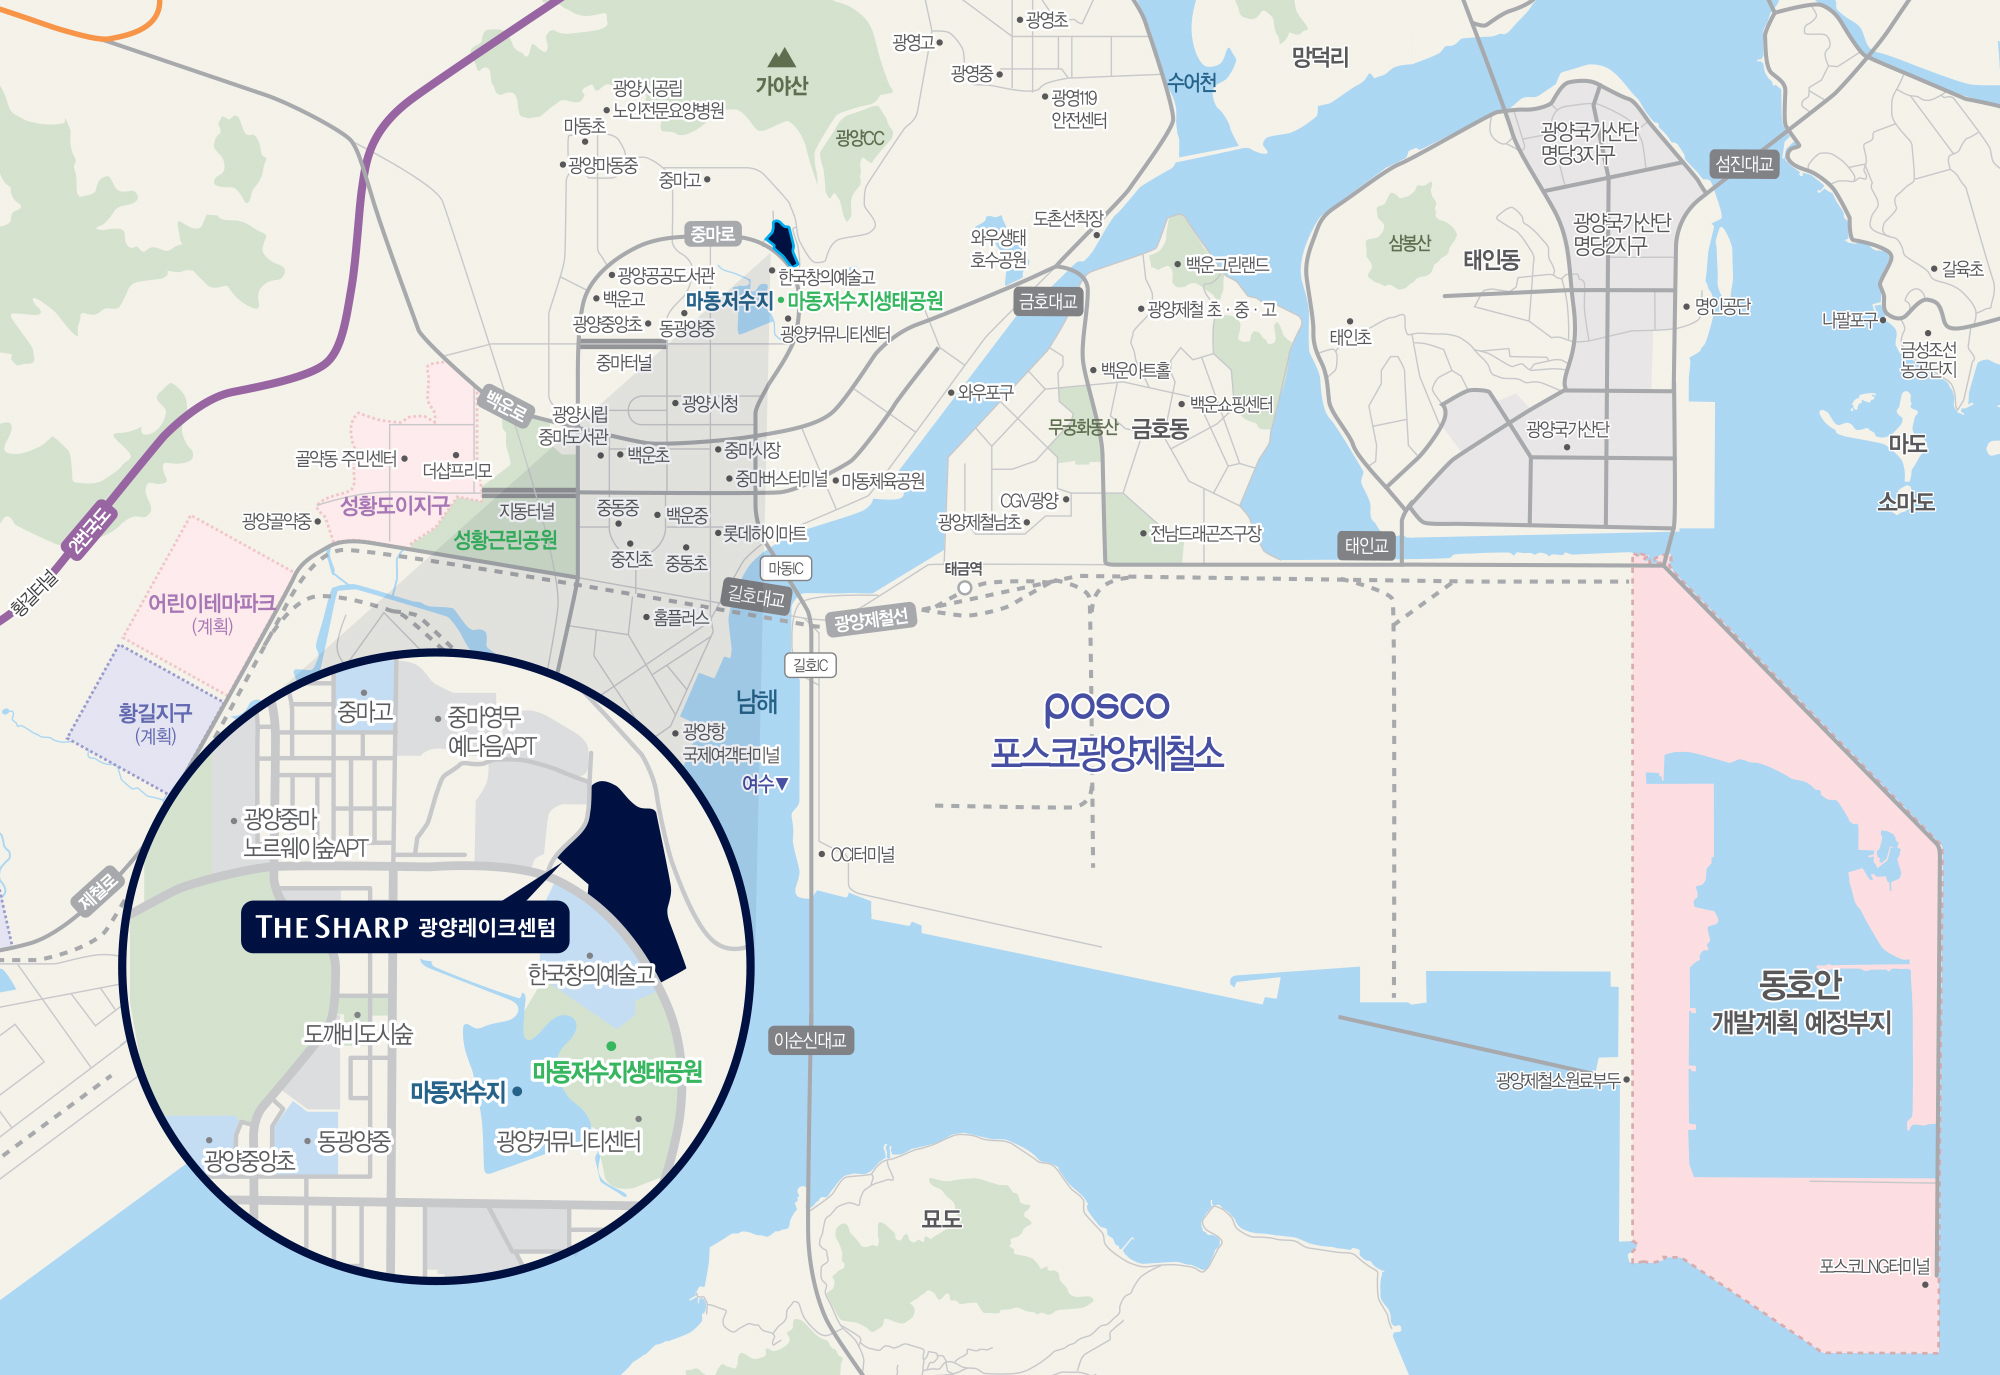 광영초
광영고
광영중
망덕리
가야산
수어천
광양시공립
노인전문요양병원
광영119
안전센터
마동초
광양CC
광양국가산단
명당3지구
섬진대교
광양마동중
중마고
도촌선착장
와우생태
호수공원
중마로
광양국가산단
명당2지구
삼봉산
태인동
백운그린랜드
갈육초
한국창의예술고
광양공공도서관
백운고
마동저수지
마동저수지생태공원
금호대교
광양제철 초 · 중 · 고
명인공단
나팔포구
광양중앙초
동광양중
광양커뮤니티센터
태인초
금성조선
농공단지
중마터널
백운아트홀
와우포구
백운로
광양시립
중마도서관
광양시청
백운쇼핑센터
무궁화동산
금호동
광양국가산단
마도
골약동 주민센터
더샵프리모
백운초
중마시장
중마버스터미널
마동체육공원
성황도이지구
CGV광양
소마도
광양골약중
지동터널
중동중
백운중
광양제철남초
성황근린공원
롯데하이마트
전남드래곤즈구장
2번국도
중진초
중동초
태인교
마동IC
태금역
황길터널
길호대교
어린이테마파크
(계획)
홈플러스
광양제철선
길호IC
황길지구
(계획)
남해
posco
포스코광양제철소
광양항
국제여객터미널
여수▼
중마고
중마영무
예다음APT
광양중마
노르웨이숲APT
OCI터미널
제철로
THE SHARP 광양레이크센텀
한국창의예술고
동호안
개발계획 예정부지
도깨비도시숲
이순신대교
마동저수지생태공원
마동저수지
광양제철소원료부두
광양커뮤니티센터
동광양중
광양중앙초
묘도
포스코LNG터미널